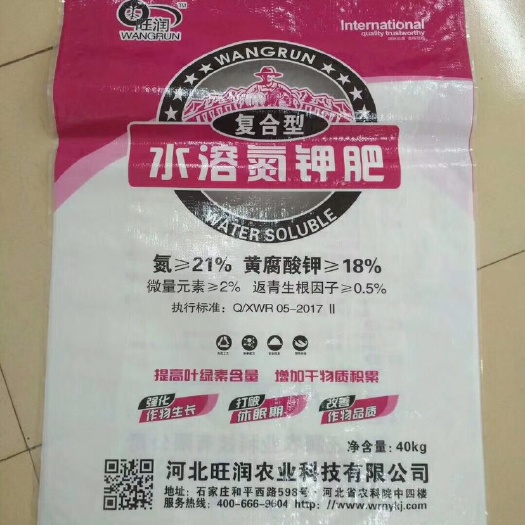 旺润
TM
WANGRUN
International
quality trustworthy
WANGRUN
复合型
水溶氮钾肥
WATER SOLUBLE
氮≥21% 黄腐酸钾≥18%
微量元素≥2% 返青生根因子≥0.5%
执行标准：Q/XWR 05-2017 Ⅱ
提高叶绿素含量 增加干物质积累
强化
作物生长
打破
休眠期
改善
作物品质
净含量：40kg
河北旺润农业科技有限公司
地址：石家庄和平西路598号 河北省农科院中四楼
服务热线：400-666-9604 http://www.wrnykj.com